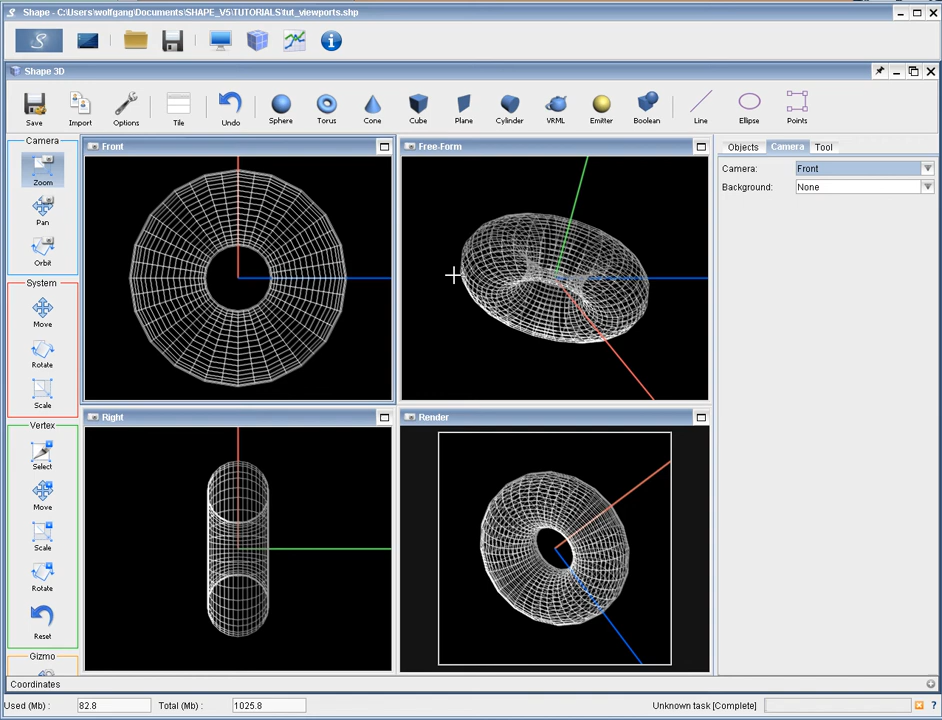 Shape - C:\Users\wolfgang\Documents\SHAPE_V5\TUTORIALS\tut_viewports.shp
S
Shape 3D
Save Import Options Tile Undo Sphere Torus Cone Cube Plane Cylinder VRML Emitter Boolean Line Ellipse Points
Camera
Zoom
Pan
Orbit
System
Move
Rotate
Scale
Vertex
Select
Move
Scale
Rotate
Reset
Gizmo
Front
Free-Form
Right
Render
Objects Camera Tool
Camera: Front
Background: None
Coordinates
Used (Mb) : 82.8 Total (Mb) : 1025.8 Unknown task [Complete] ?